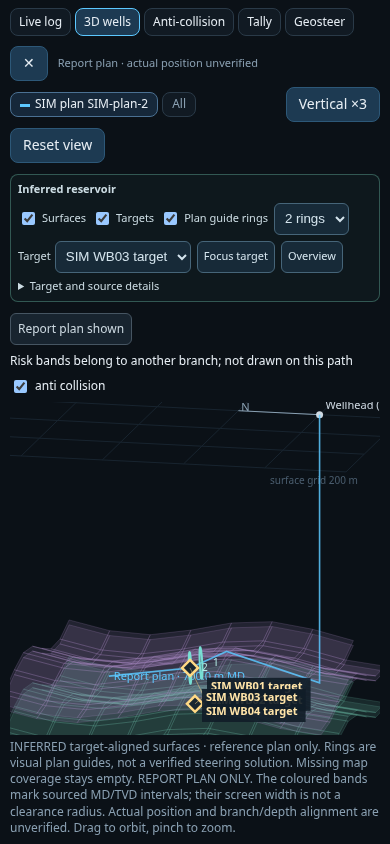 Live log 3D wells Anti-collision Tally Geosteer
✕ Report plan · actual position unverified
SIM plan SIM-plan-2 All Vertical ×3
Reset view
Inferred reservoir
Surfaces Targets Plan guide rings 2 rings
Target SIM WB03 target Focus target Overview
Target and source details
Report plan shown
Risk bands belong to another branch; not drawn on this path
anti collision
N Wellhead (
surface grid 200 m
2 1
Report plan · m MD
SIM WB01 target
SIM WB03 target
SIM WB04 target
INFERRED target-aligned surfaces · reference plan only. Rings are
visual plan guides, not a verified steering solution. Missing map
coverage stays empty. REPORT PLAN ONLY. The coloured bands
mark sourced MD/TVD intervals; their screen width is not a
clearance radius. Actual position and branch/depth alignment are
unverified. Drag to orbit, pinch to zoom.